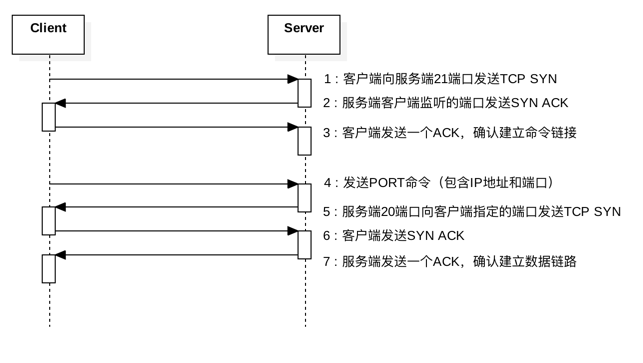 Client
Server
1：客户端向服务端21端口发送TCP SYN
2：服务端客户端监听的端口发送SYN ACK
3：客户端发送一个ACK，确认建立命令链接
4：发送PORT命令（包含IP地址和端口）
5：服务端20端口向客户端指定的端口发送TCP SYN
6：客户端发送SYN ACK
7：服务端发送一个ACK，确认建立数据链路